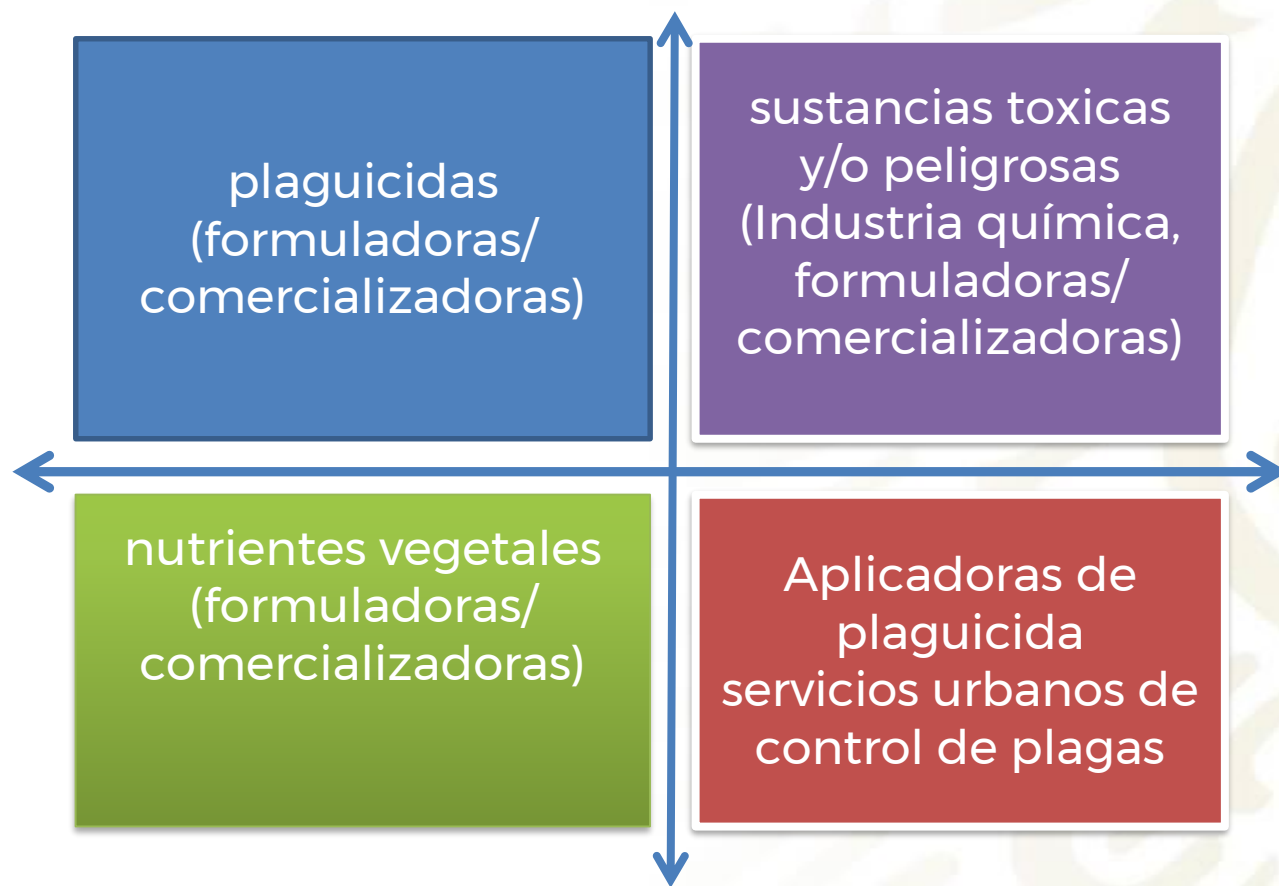 plaguicidas
(formuladoras/
comercializadoras)
sustancias toxicas
y/o peligrosas
(Industria química,
formuladoras/
comercializadoras)
nutrientes vegetales
(formuladoras/
comercializadoras)
Aplicadoras de
plaguicida
servicios urbanos de
control de plagas